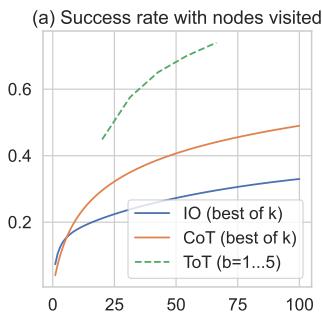 (a) Success rate with nodes visited
0.6
0.4
0.2
IO (best of k)
CoT (best of k)
ToT (b=1...5)
0 25 50 75 100